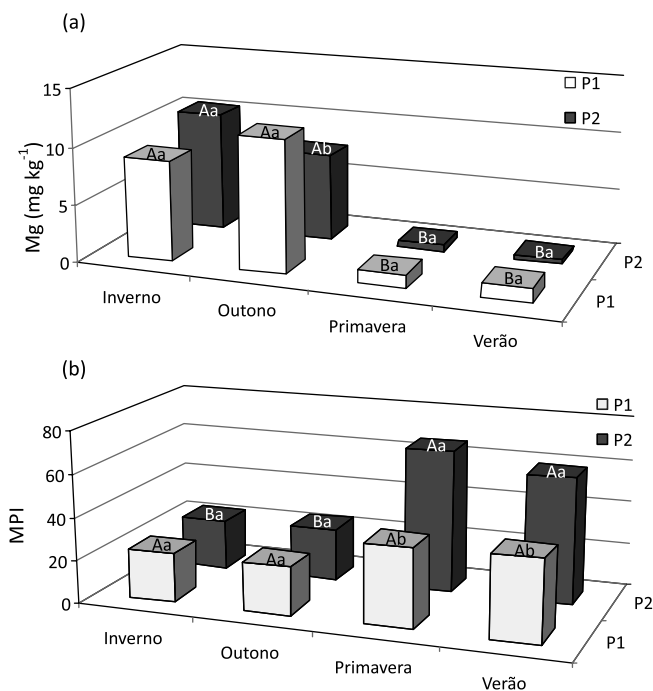 (a)
15
10
5
0
Mg (mg kg⁻¹)
P1
P2
Aa
Aa
Aa
Ab
Ba
Ba
Ba
Ba
P2
P1
Inverno
Outono
Primavera
Verão
(b)
80
60
40
20
0
MPI
P1
P2
Aa
Aa
Ba
Ba
Aa
Aa
Ab
Ab
P2
P1
Inverno
Outono
Primavera
Verão